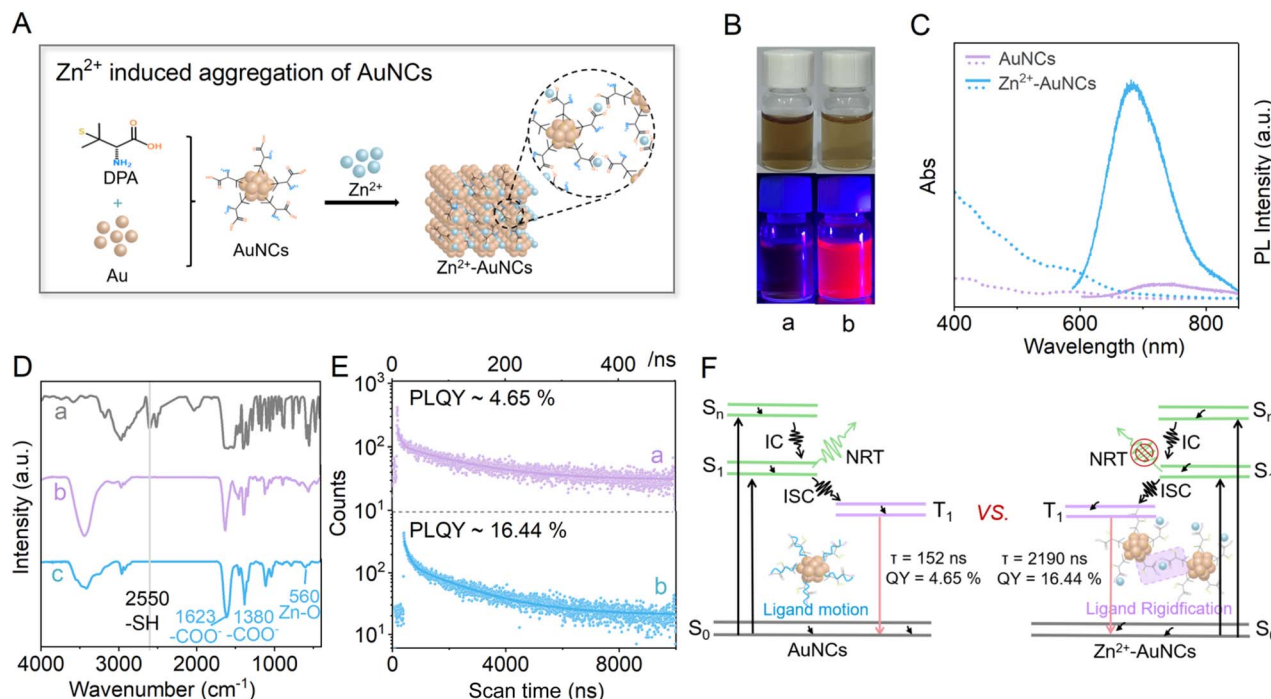 A
Zn²⁺ induced aggregation of AuNCs
S
O
OH
NH₂
DPA
+
Au
AuNCs
Zn²⁺
Zn²⁺-AuNCs
B
a
b
C
AuNCs
Zn²⁺-AuNCs
Abs
PL Intensity (a.u.)
400
600
800
Wavelength (nm)
D
a
b
c
2550
-SH
1623
-COO⁻
1380
-COO⁻
560
Zn-O
Intensity (a.u.)
4000
3000
2000
1000
Wavenumber (cm⁻¹)
E
0
200
400
/ns
PLQY ~ 4.65 %
a
PLQY ~ 16.44 %
b
10³
10²
10¹
10²
10¹
Counts
0
4000
8000
Scan time (ns)
F
Sₙ
IC
S₁
NRT
ISC
T₁
τ = 152 ns
QY = 4.65 %
Ligand motion
S₀
AuNCs
VS.
IC
NRT
ISC
T₁
τ = 2190 ns
QY = 16.44 %
Ligand Rigidfication
Zn²⁺-AuNCs